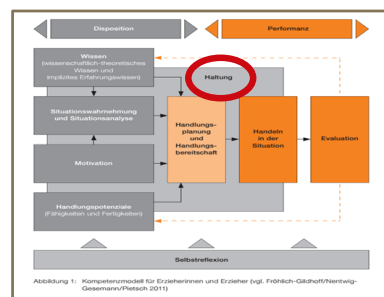 Disposition
Performanz
Wissen
(wissenschaftlich-theoretisches
Wissen und
implizites Erfahrungswissen)
Haltung
Situationswahrnehmung
und Situationsanalyse
Handlungs-
planung
und
Handlungs-
bereitschaft
Handeln
in der
Situation
Evaluation
Motivation
Handlungspotenziale
(Fähigkeiten und Fertigkeiten)
Selbstreflexion
Abbildung 1: Kompetenzmodell für Erzieherinnen und Erzieher (vgl. Fröhlich-Gildhoff/Nentwig-
Gesemann/Pietsch 2011)